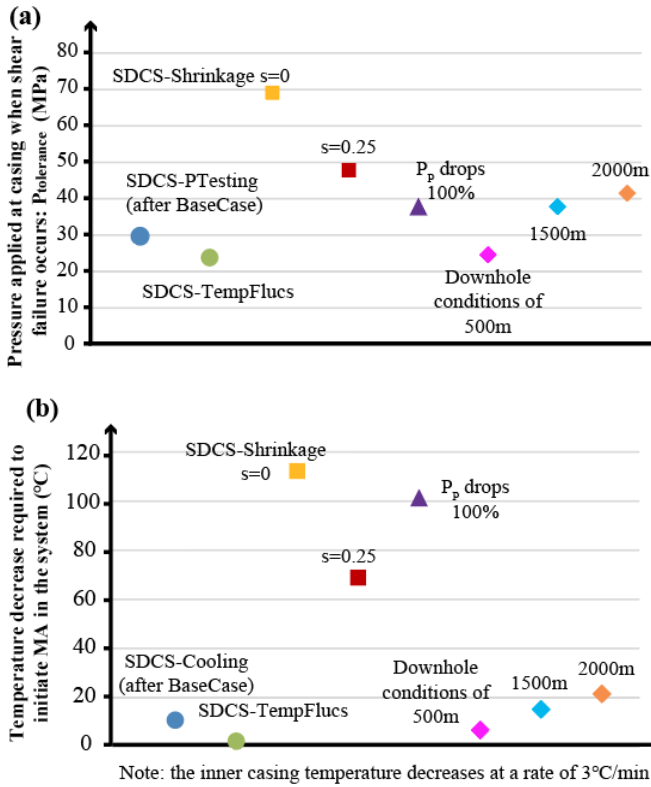 (a)
Pressure applied at casing when shear
failure occurs: Ptolerance (MPa)
80
70
60
50
40
30
20
10
0
SDCS-Shrinkage s=0
s=0.25
SDCS-PTesting
(after BaseCase)
SDCS-TempFlucs
Pp drops
100%
2000m
1500m
Downhole
conditions of
500m
(b)
Temperature decrease required to
initiate MA in the system (℃)
120
100
80
60
40
20
0
SDCS-Shrinkage
s=0
Pp drops
100%
s=0.25
SDCS-Cooling
(after BaseCase)
SDCS-TempFlucs
Downhole
conditions of
500m
1500m
2000m
Note: the inner casing temperature decreases at a rate of 3℃/min